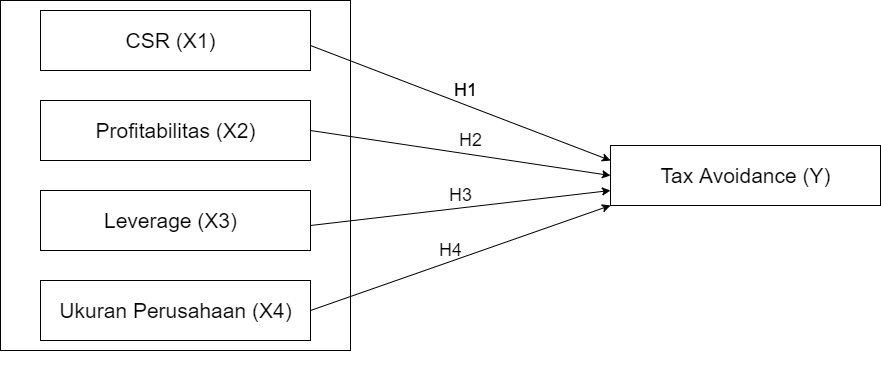 CSR (X1)
H1
Profitabilitas (X2)
H2
Tax Avoidance (Y)
Leverage (X3)
H3
H4
Ukuran Perusahaan (X4)